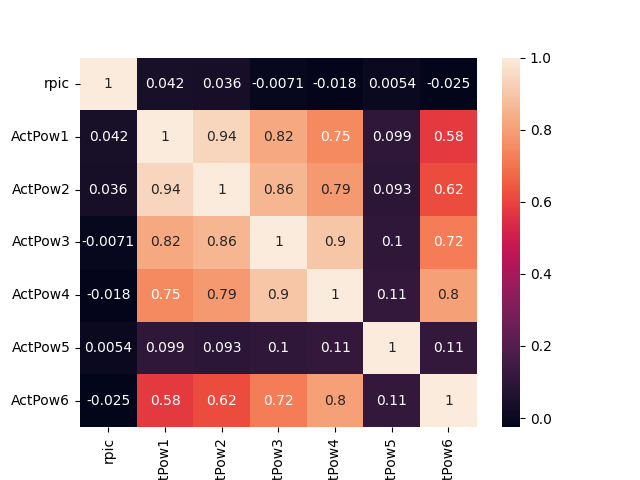 rpic 1 0.042 0.036 -0.0071 -0.018 0.0054 -0.025
ActPow1 0.042 1 0.94 0.82 0.75 0.099 0.58
ActPow2 0.036 0.94 1 0.86 0.79 0.093 0.62
ActPow3 -0.0071 0.82 0.86 1 0.9 0.1 0.72
ActPow4 -0.018 0.75 0.79 0.9 1 0.11 0.8
ActPow5 0.0054 0.099 0.093 0.1 0.11 1 0.11
ActPow6 -0.025 0.58 0.62 0.72 0.8 0.11 1
rpic tPow1 tPow2 tPow3 tPow4 tPow5 tPow6
1.0
0.8
0.6
0.4
0.2
0.0